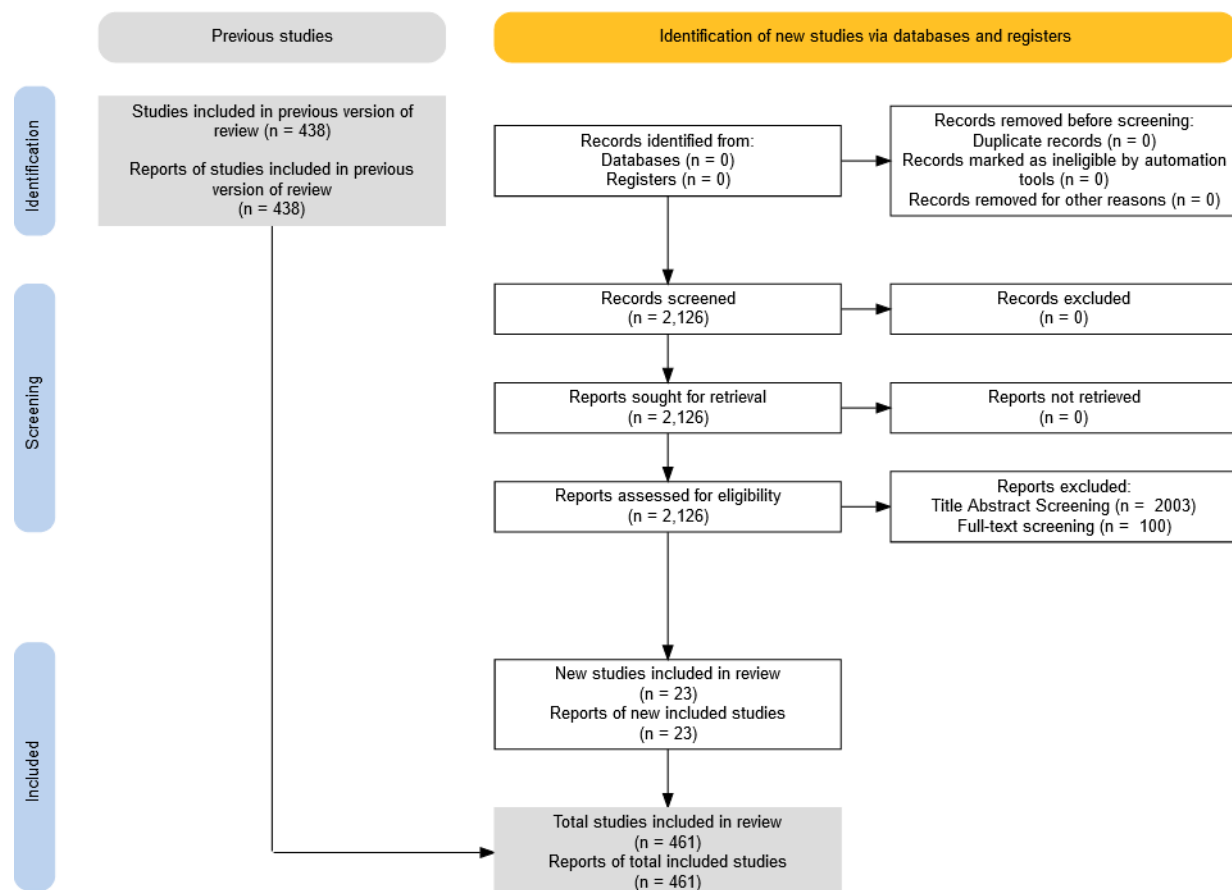 Previous studies
Identification of new studies via databases and registers
Identification
Studies included in previous version of
review (n = 438)
Reports of studies included in previous
version of review
(n = 438)
Records identified from:
Databases (n = 0)
Registers (n = 0)
Records removed before screening:
Duplicate records (n = 0)
Records marked as ineligible by automation
tools (n = 0)
Records removed for other reasons (n = 0)
Screening
Records screened
(n = 2,126)
Records excluded
(n = 0)
Reports sought for retrieval
(n = 2,126)
Reports not retrieved
(n = 0)
Reports assessed for eligibility
(n = 2,126)
Reports excluded:
Title Abstract Screening (n = 2003)
Full-text screening (n = 100)
Included
New studies included in review
(n = 23)
Reports of new included studies
(n = 23)
Total studies included in review
(n = 461)
Reports of total included studies
(n = 461)